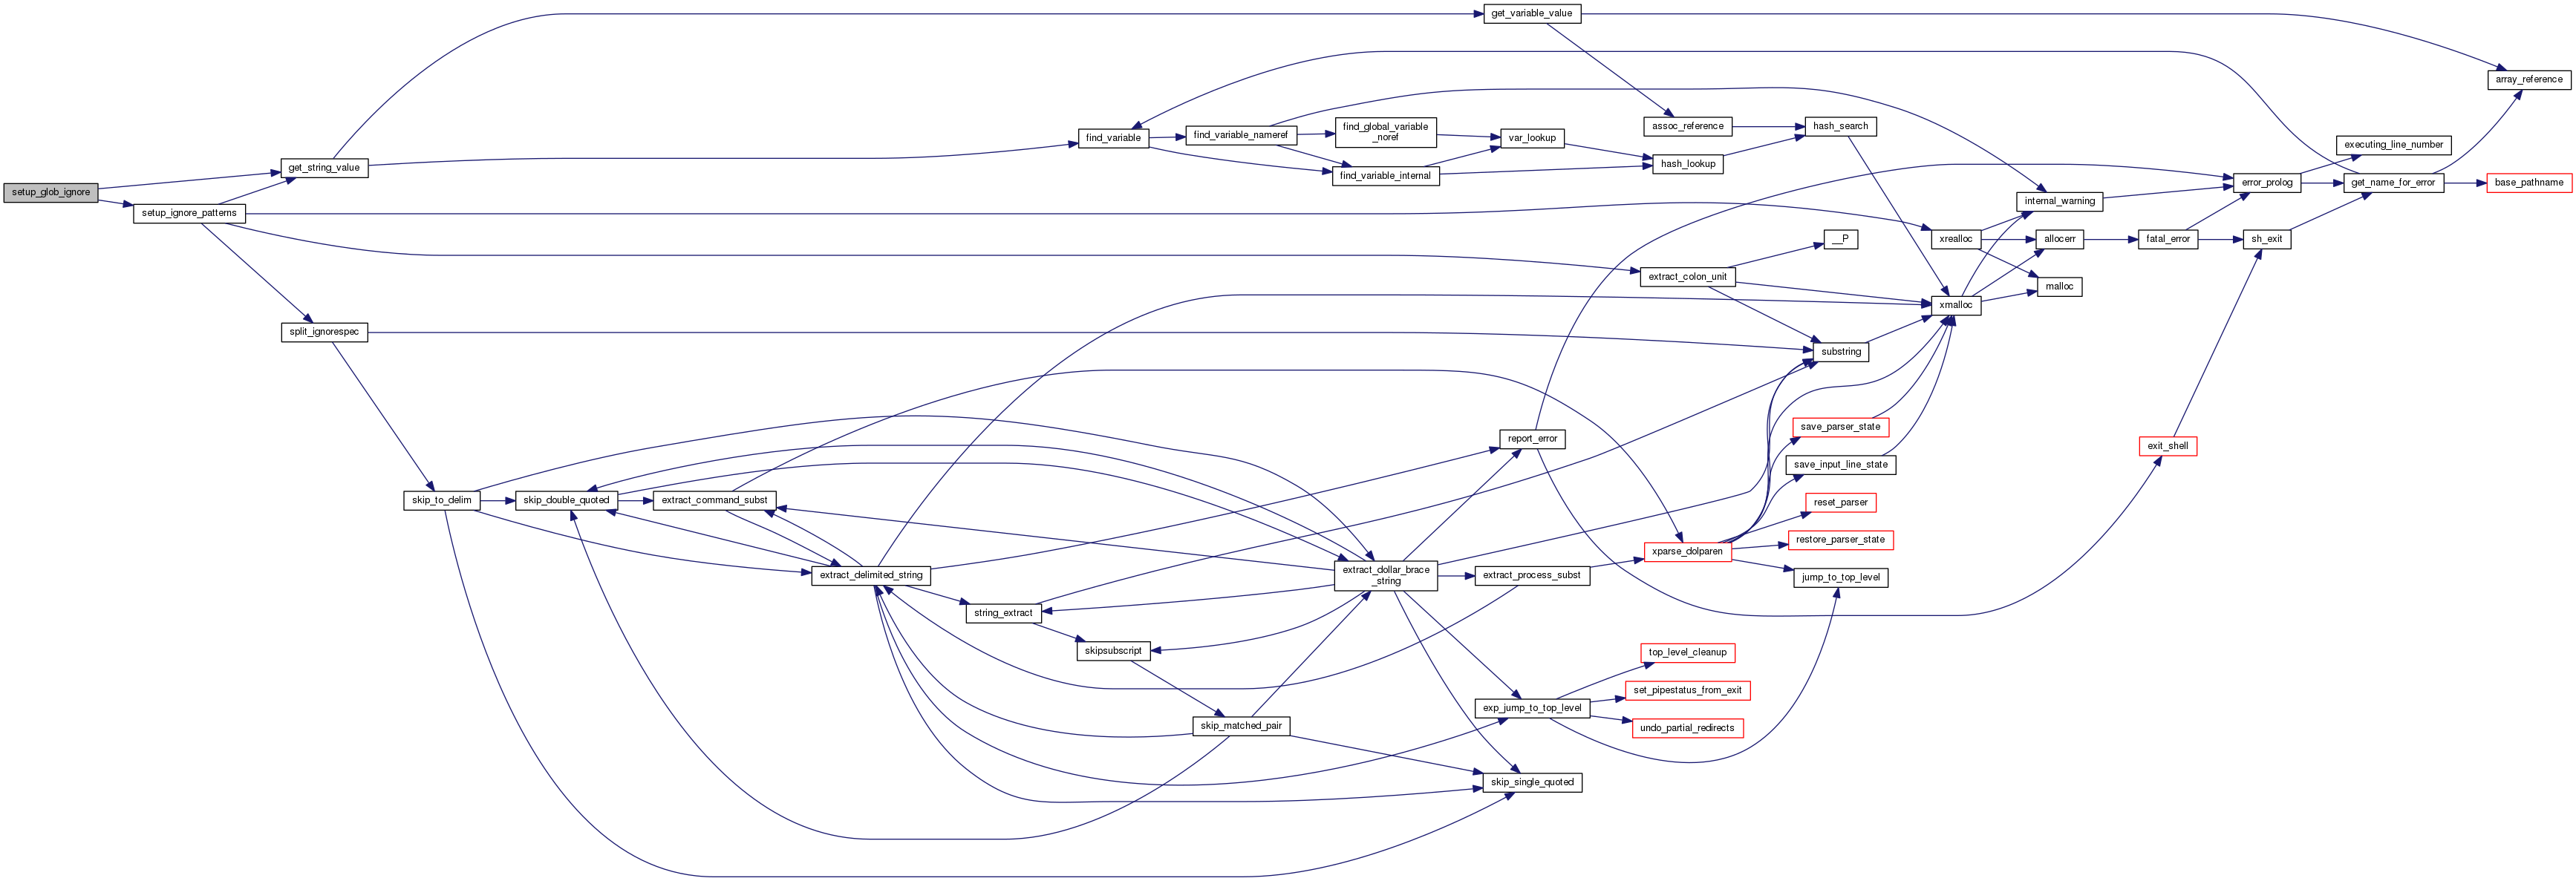 get_variable_value
array_reference
assoc_reference
hash_search
find_global_variable
_noref
find_variable
find_variable_nameref
var_lookup
executing_line_number
hash_lookup
get_string_value
find_variable_internal
error_prolog
get_name_for_error
base_pathname
setup_glob_ignore
internal_warning
setup_ignore_patterns
xrealloc
allocerr
fatal_error
sh_exit
__P
extract_colon_unit
malloc
xmalloc
split_ignorespec
substring
save_parser_state
report_error
exit_shell
save_input_line_state
skip_to_delim
skip_double_quoted
extract_command_subst
reset_parser
restore_parser_state
xparse_dolparen
extract_delimited_string
extract_dollar_brace
_string
extract_process_subst
jump_to_top_level
string_extract
skipsubscript
top_level_cleanup
set_pipestatus_from_exit
exp_jump_to_top_level
skip_matched_pair
undo_partial_redirects
skip_single_quoted